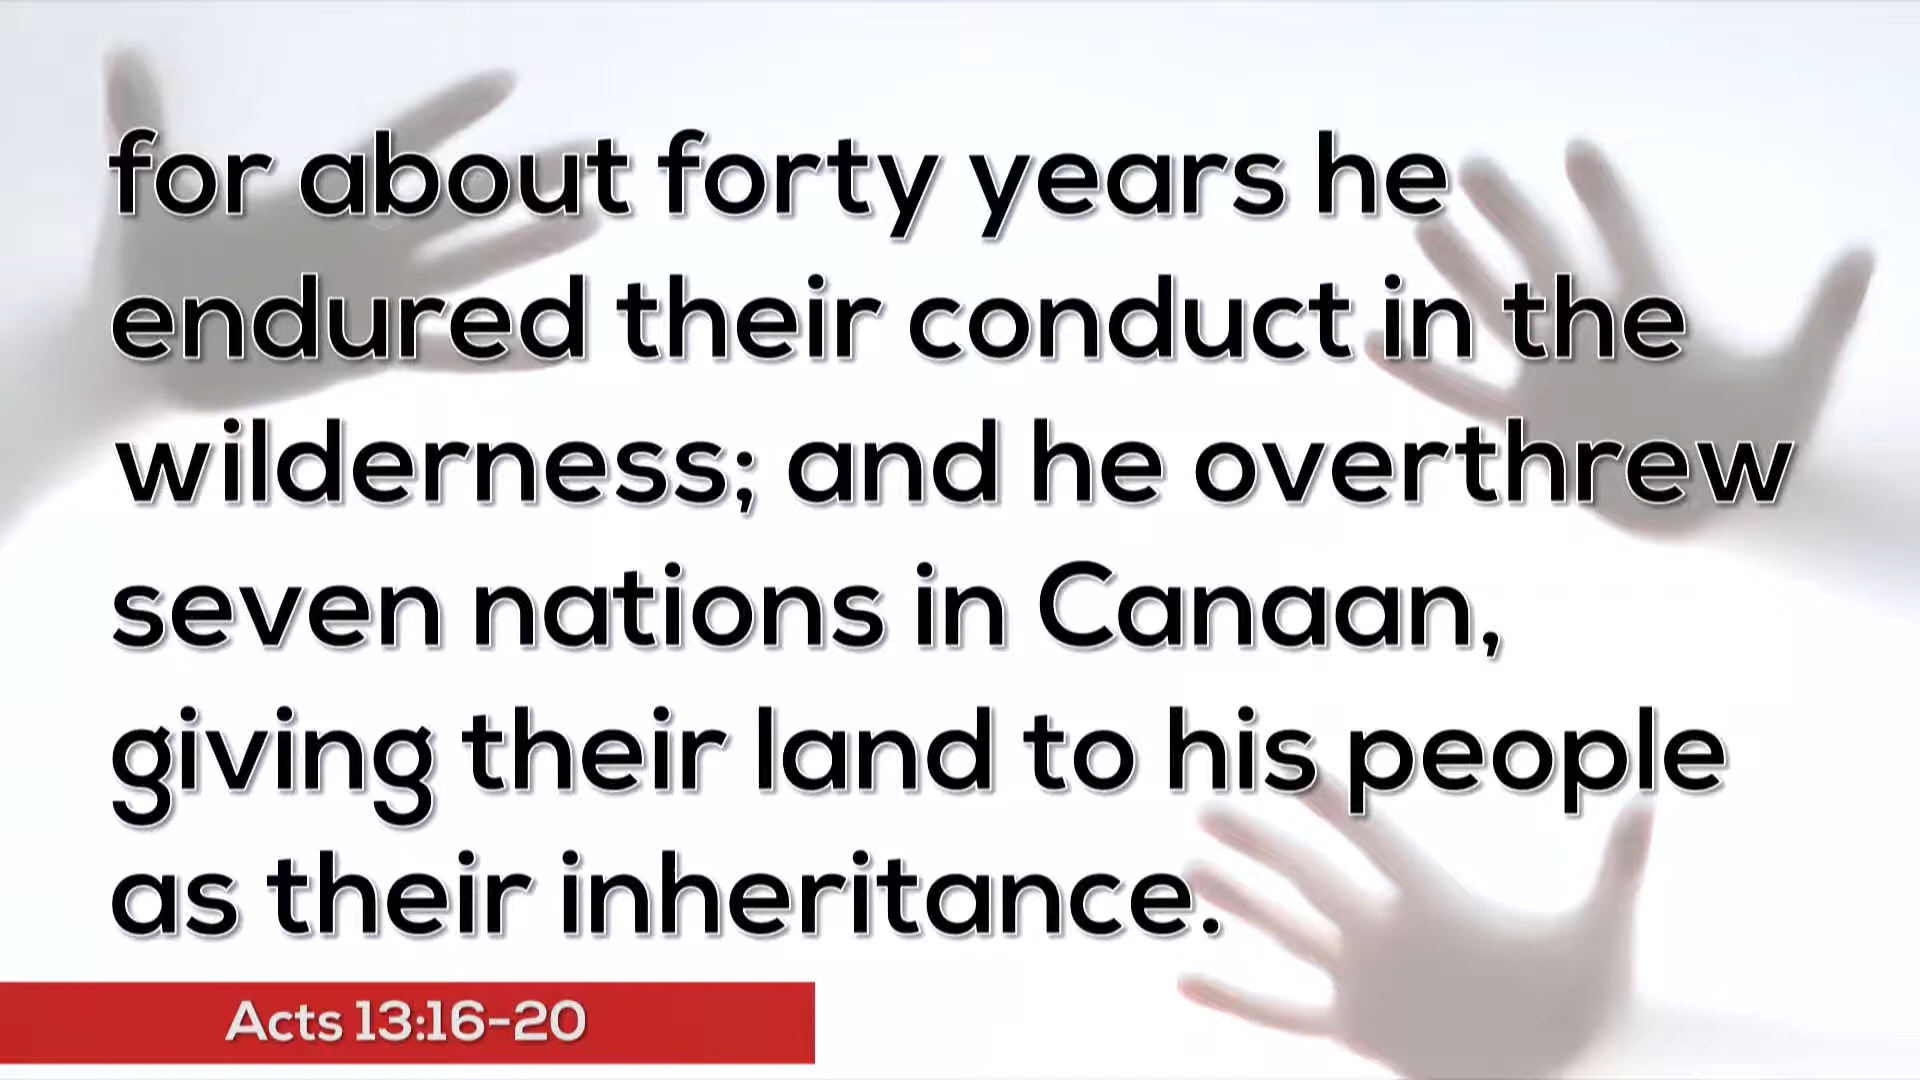 for about forty years he
endured their conduct in the
wilderness; and he overthrew
seven nations in Canaan,
giving their land to his people
as their inheritance.
Acts 13:16-20